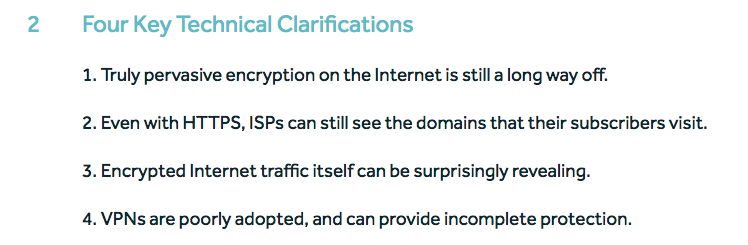 2 Four Key Technical Clarifications
1. Truly pervasive encryption on the Internet is still a long way off.
2. Even with HTTPS, ISPs can still see the domains that their subscribers visit.
3. Encrypted Internet traffic itself can be surprisingly revealing.
4. VPNs are poorly adopted, and can provide incomplete protection.